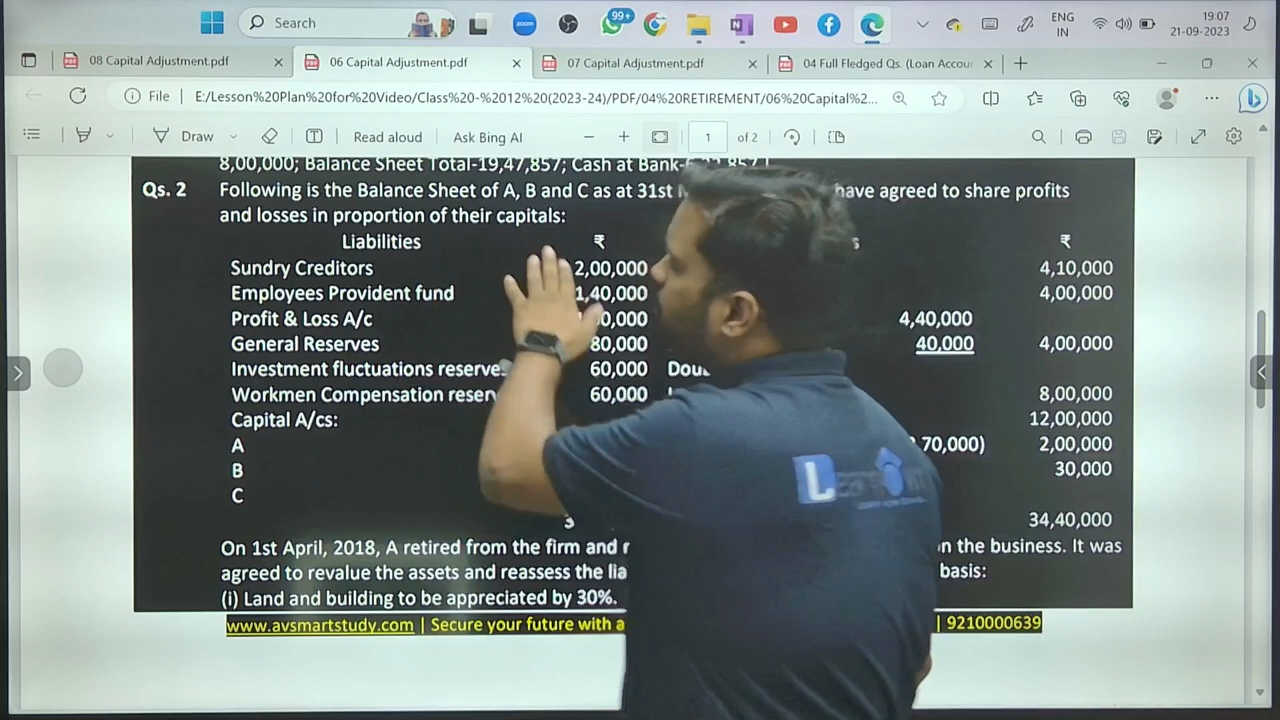 Search
99+
ENG
IN
19:07
21-09-2023
08 Capital Adjustment.pdf
06 Capital Adjustment.pdf
07 Capital Adjustment.pdf
04 Full Fledged Qs. (Loan Accou
File
E:/Lesson%20Plan%20for%20Video/Class%20-%2012%20(2023-24)/PDF/04%20RETIREMENT/06%20Capital%2...
Draw
Read aloud
Ask Bing AI
1
of 2
8,00,000; Balance Sheet Total-19,47,857; Cash at Bank-
Qs. 2
Following is the Balance Sheet of A, B and C as at 31st have agreed to share profits
and losses in proportion of their capitals:
Liabilities ₹ ₹
Sundry Creditors 2,00,000 4,10,000
Employees Provident fund 1,40,000 4,00,000
Profit & Loss A/c 4,40,000
General Reserves 80,000 40,000 4,00,000
Investment fluctuations reserve 60,000
Workmen Compensation 60,000 8,00,000
Capital A/cs: 12,00,000
A 70,000) 2,00,000
B 30,000
C
34,40,000
On 1st April, 2018, A retired from the firm and the business. It was
agreed to revalue the assets and reassess the basis:
(i) Land and building to be appreciated by 30%.
www.avsmartstudy.com | Secure your future with | 9210000639